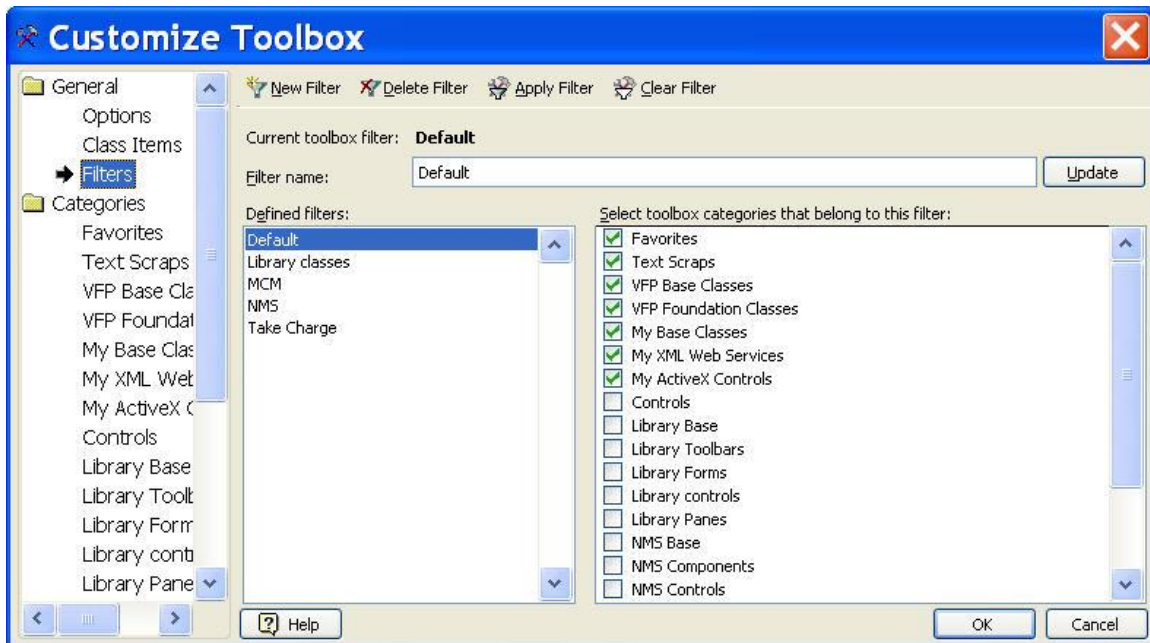 Customize Toolbox
General
Options
Class Items
Filters
Categories
Favorites
Text Scraps
VFP Base Cla
VFP Foundat
My Base Clas
My XML Web
My ActiveX C
Controls
Library Base
Library Toolb
Library Form
Library contr
Library Pane
New Filter Delete Filter Apply Filter Clear Filter
Current toolbox filter: Default
Filter name: Default Update
Defined filters:
Default
Library classes
MCM
NMS
Take Charge
Select toolbox categories that belong to this filter:
Favorites
Text Scraps
VFP Base Classes
VFP Foundation Classes
My Base Classes
My XML Web Services
My ActiveX Controls
Controls
Library Base
Library Toolbars
Library Forms
Library controls
Library Panes
NMS Base
NMS Components
NMS Controls
Help OK Cancel